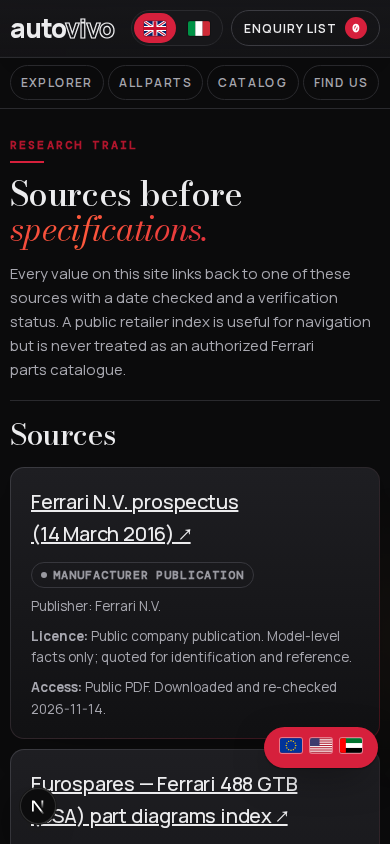 autovivo
ENQUIRY LIST 0
EXPLORER ALL PARTS CATALOG FIND US
RESEARCH TRAIL
Sources before
specifications.
Every value on this site links back to one of these
sources with a date checked and a verification
status. A public retailer index is useful for navigation
but is never treated as an authorized Ferrari
parts catalogue.
Sources
Ferrari N.V. prospectus
(14 March 2016) ↗
MANUFACTURER PUBLICATION
Publisher: Ferrari N.V.
Licence: Public company publication. Model-level
facts only; quoted for identification and reference.
Access: Public PDF. Downloaded and re-checked
2026-11-14.
Eurospares — Ferrari 488 GTB
SA) part diagrams index ↗
N